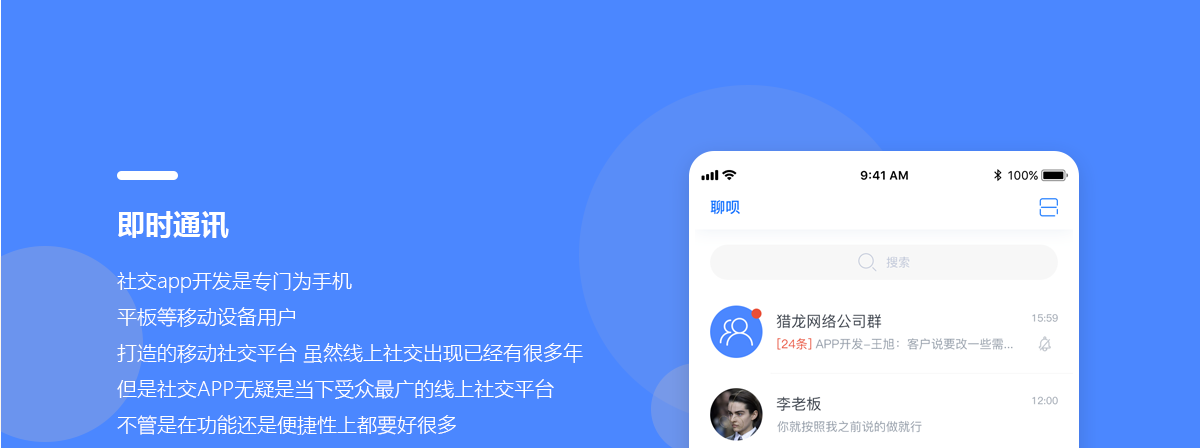 即时通讯
社交app开发是专门为手机
平板等移动设备用户
打造的移动社交平台 虽然线上社交出现已经有很多年
但是社交APP无疑是当下受众最广的线上社交平台
不管是在功能还是便捷性上都要好很多
9:41 AM
100%
聊呗
搜索
猎龙网络公司群
15:59
[24条] APP开发-王旭：客户说要改一些需...
李老板
12:00
你就按照我之前说的做就行